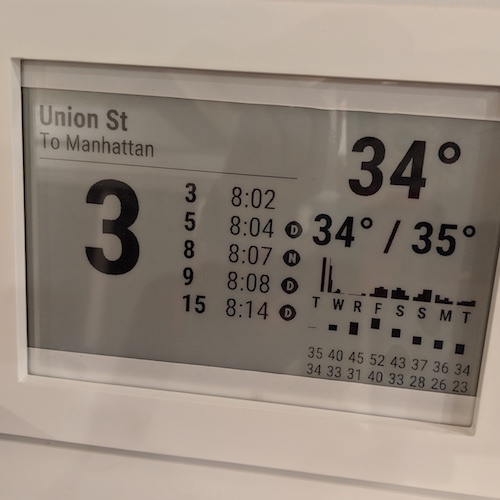 Union St
To Manhattan
3
3 8:02
5 8:04 D
8 8:07 N
9 8:08 D
15 8:14 D
34°
34° / 35°
T W R F S S M T
35 40 45 52 43 37 36 34
34 33 31 40 33 28 26 23